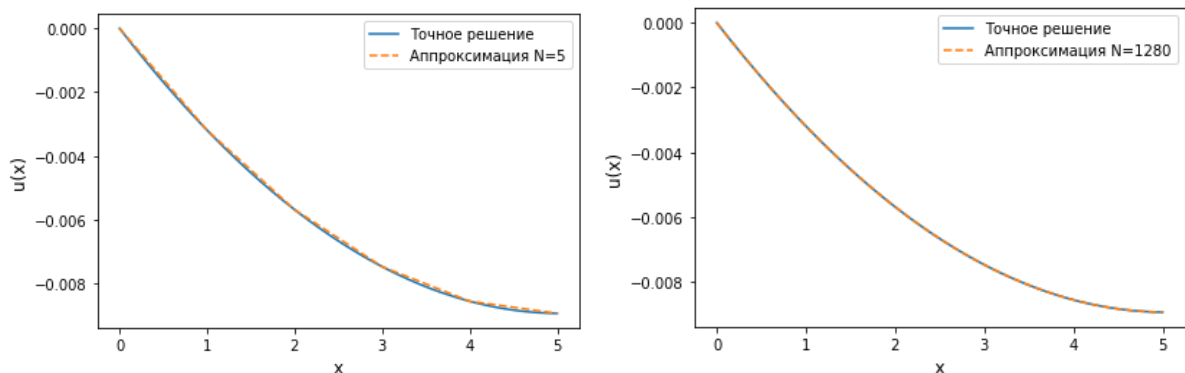 0.000
−0.002
−0.004
−0.006
−0.008
u(x)
Точное решение
Аппроксимация N=5
0 1 2 3 4 5
x
0.000
−0.002
−0.004
−0.006
−0.008
u(x)
Точное решение
Аппроксимация N=1280
0 1 2 3 4 5
x